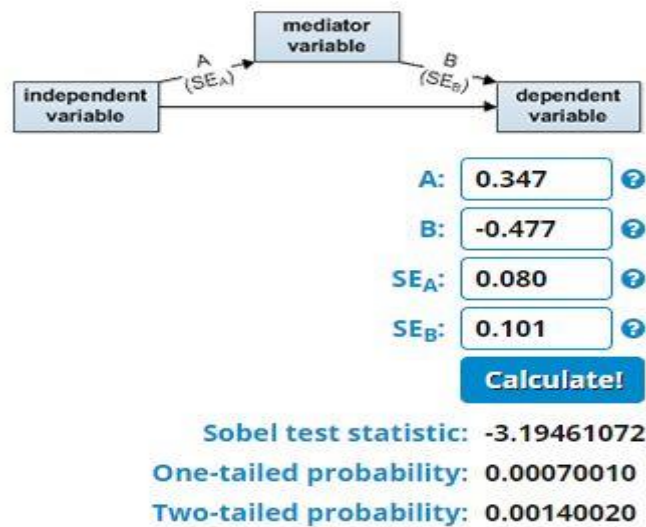 mediator
variable
A
(SEA)
B
(SEB)
independent
variable
dependent
variable
A: 0.347 ?
B: -0.477 ?
SEA: 0.080 ?
SEB: 0.101 ?
Calculate!
Sobel test statistic: -3.19461072
One-tailed probability: 0.00070010
Two-tailed probability: 0.00140020